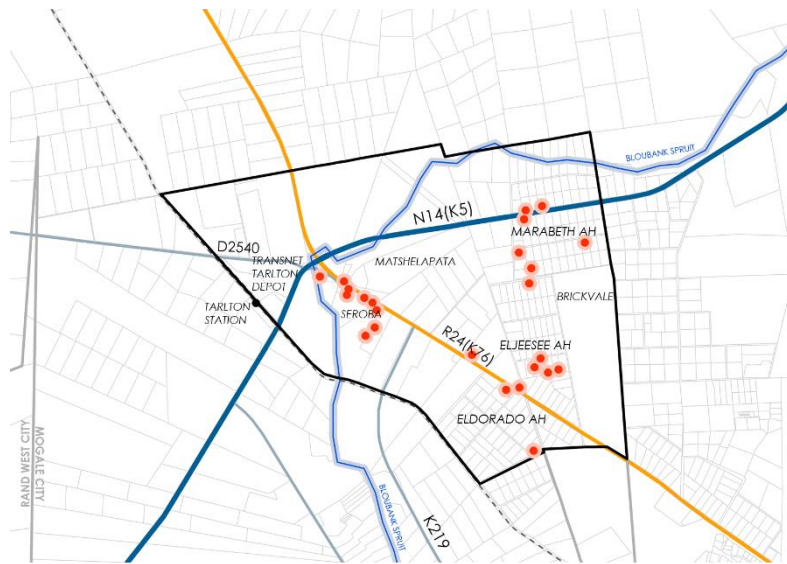 BLOUBANK SPRUIT
N14(K5)
MARABETH AH
D2540
TRANSNET
TARLTON
DEPOT
MATSHELAPATA
BRICKVALE
TARLTON
STATION
SFROBA
R24(K76)
ELJEESEE AH
ELDORADO AH
RAND WEST CITY
MOGALE CITY
BLOUBANK SPRUIT
K219